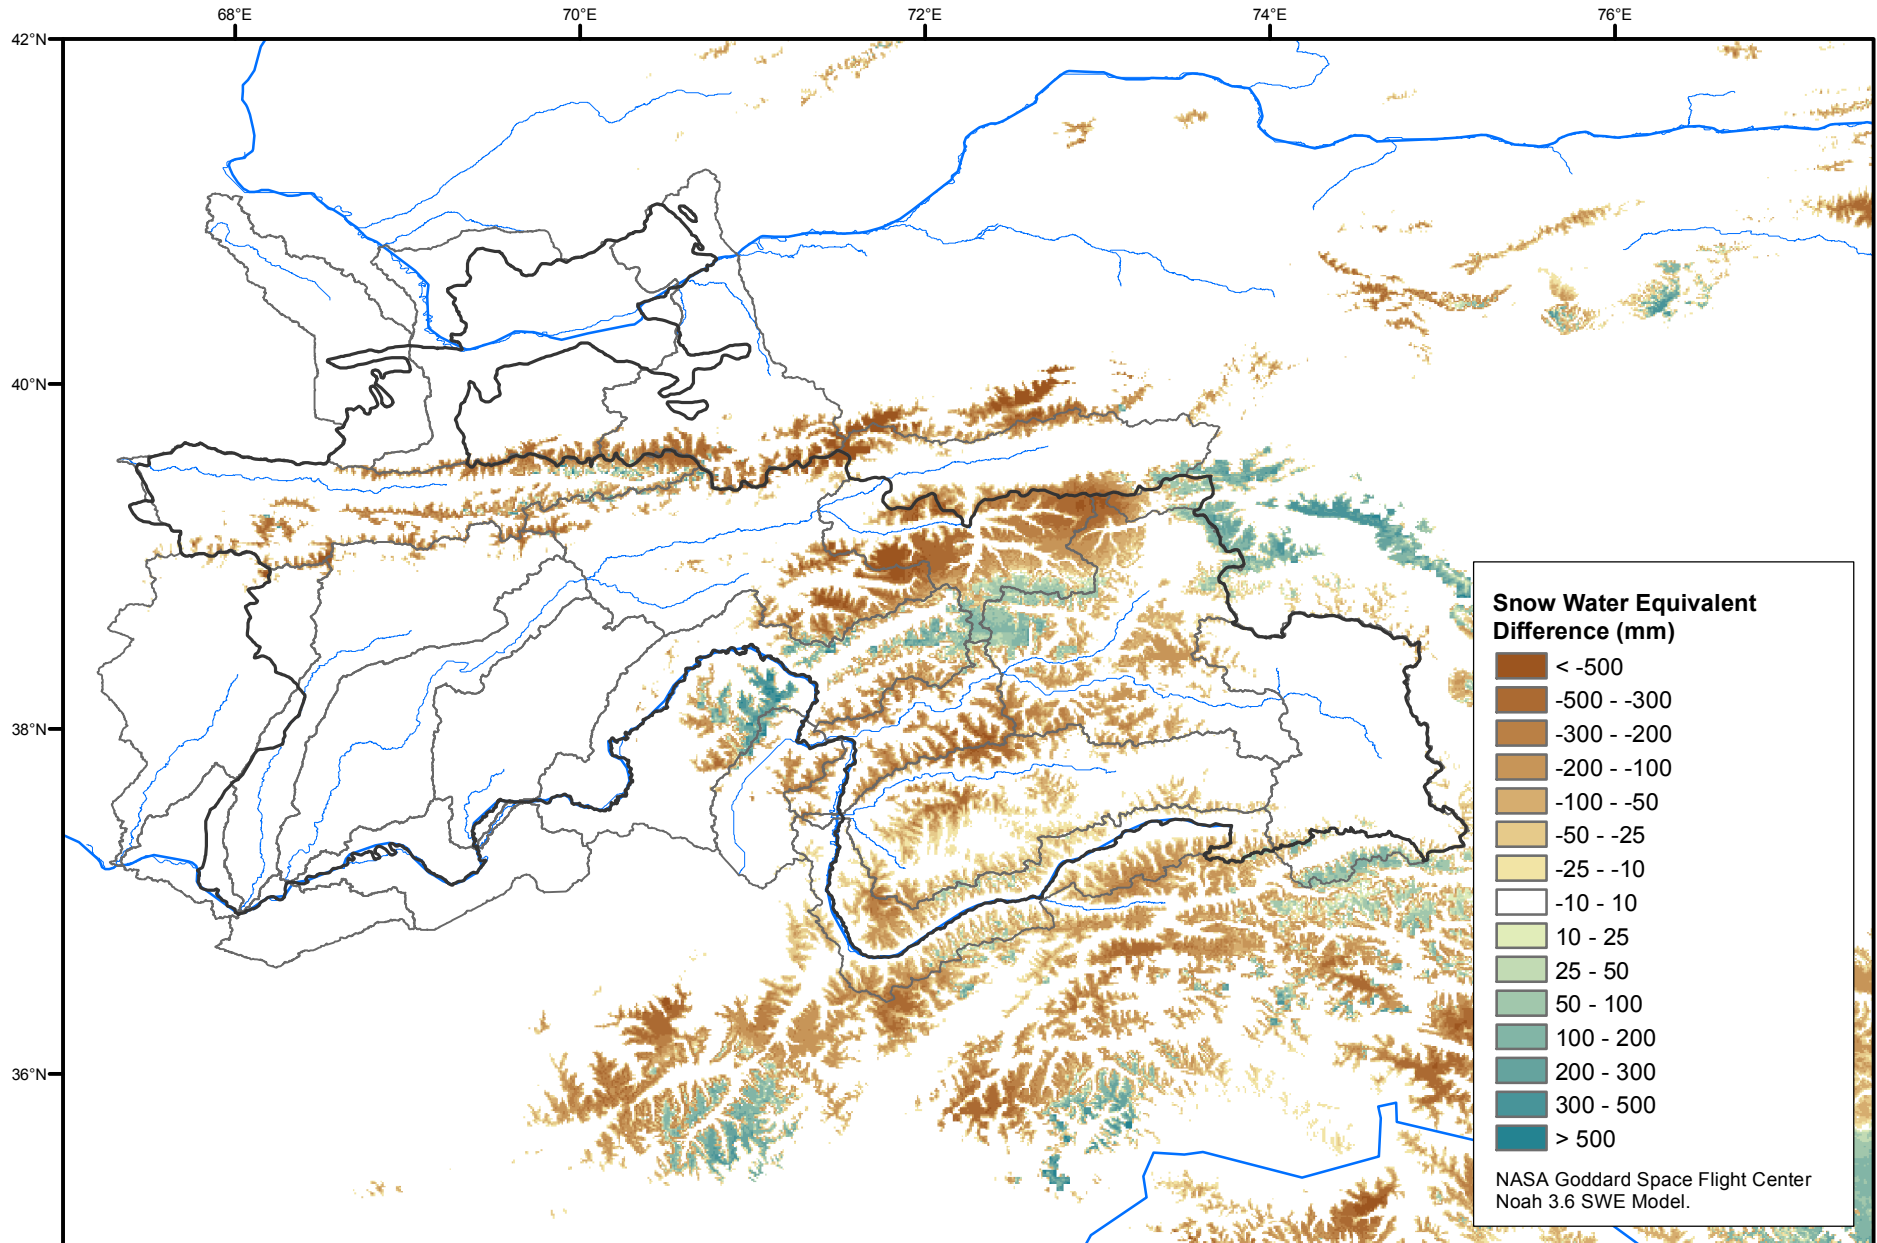 68°E 70°E 72°E 74°E 76°E
42°N
40°N
38°N
36°N
Snow Water Equivalent
Difference (mm)
< -500
-500 - -300
-300 - -200
-200 - -100
-100 - -50
-50 - -25
-25 - -10
-10 - 10
10 - 25
25 - 50
50 - 100
100 - 200
200 - 300
300 - 500
> 500
NASA Goddard Space Flight Center
Noah 3.6 SWE Model.